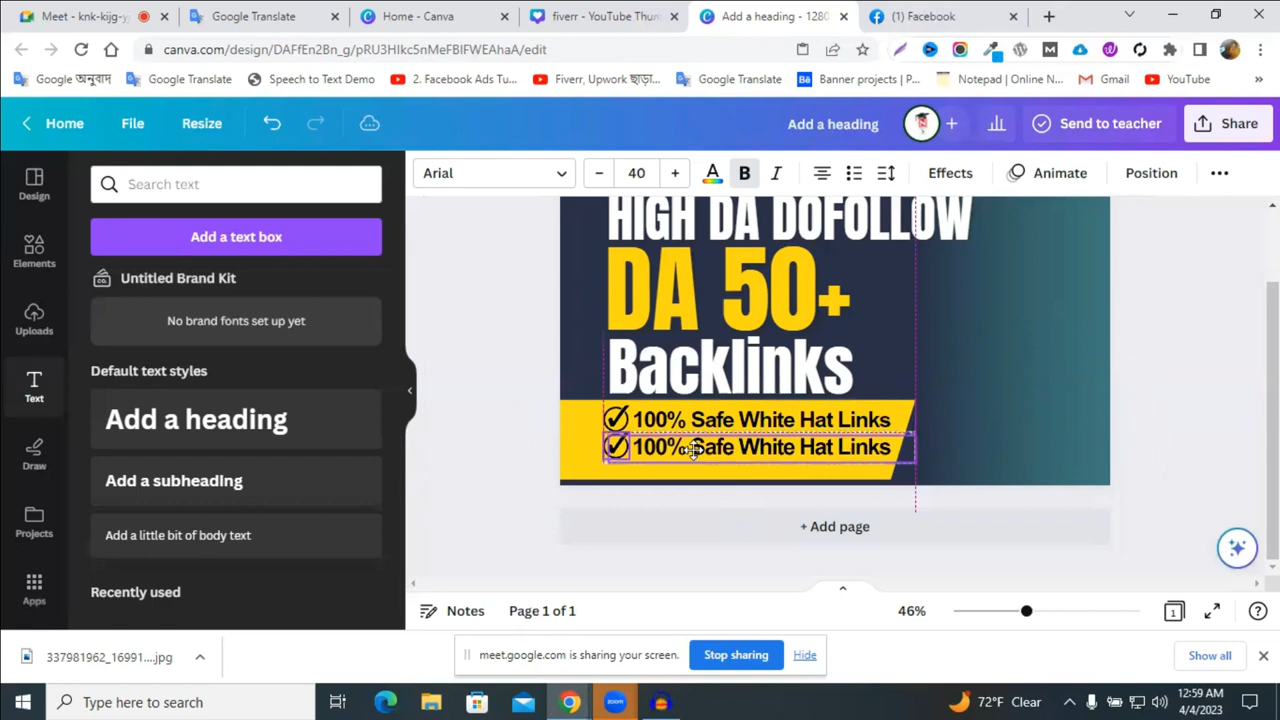 Meet - knk-kijg-y
Google Translate
Home - Canva
fiverr - YouTube Thum
Add a heading - 1280
(1) Facebook
canva.com/design/DAFfEn2Bn_g/pRU3HIkc5nMeFBlFWEAhaA/edit
Google অনুবাদ
Google Translate
Speech to Text Demo
2. Facebook Ads Tu...
Fiverr, Upwork ছাড়া...
Google Translate
Banner projects | P...
Notepad | Online N...
Gmail
YouTube
Home
File
Resize
Add a heading
Send to teacher
Share
Design
Elements
Uploads
Text
Draw
Projects
Apps
Search text
Add a text box
Untitled Brand Kit
No brand fonts set up yet
Default text styles
Add a heading
Add a subheading
Add a little bit of body text
Recently used
Arial
40
B
I
Effects
Animate
Position
HIGH DA DOFOLLOW
DA 50+
Backlinks
100% Safe White Hat Links
100% Safe White Hat Links
+ Add page
Notes
Page 1 of 1
46%
1
337981962_16991....jpg
meet.google.com is sharing your screen.
Stop sharing
Hide
Show all
Type here to search
zoom
72°F Clear
12:59 AM
4/4/2023